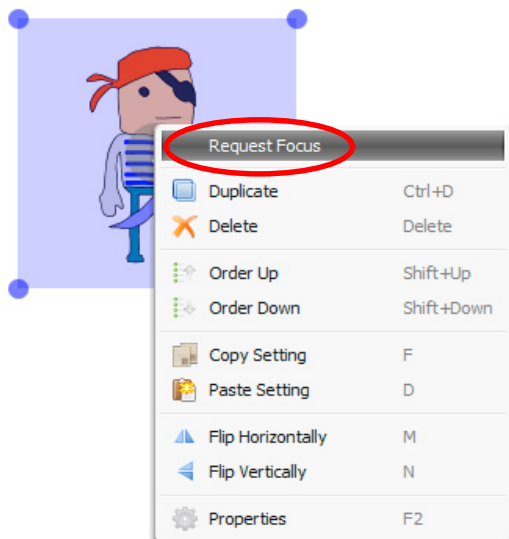 Request Focus
Duplicate Ctrl+D
Delete Delete
Order Up Shift+Up
Order Down Shift+Down
Copy Setting F
Paste Setting D
Flip Horizontally M
Flip Vertically N
Properties F2